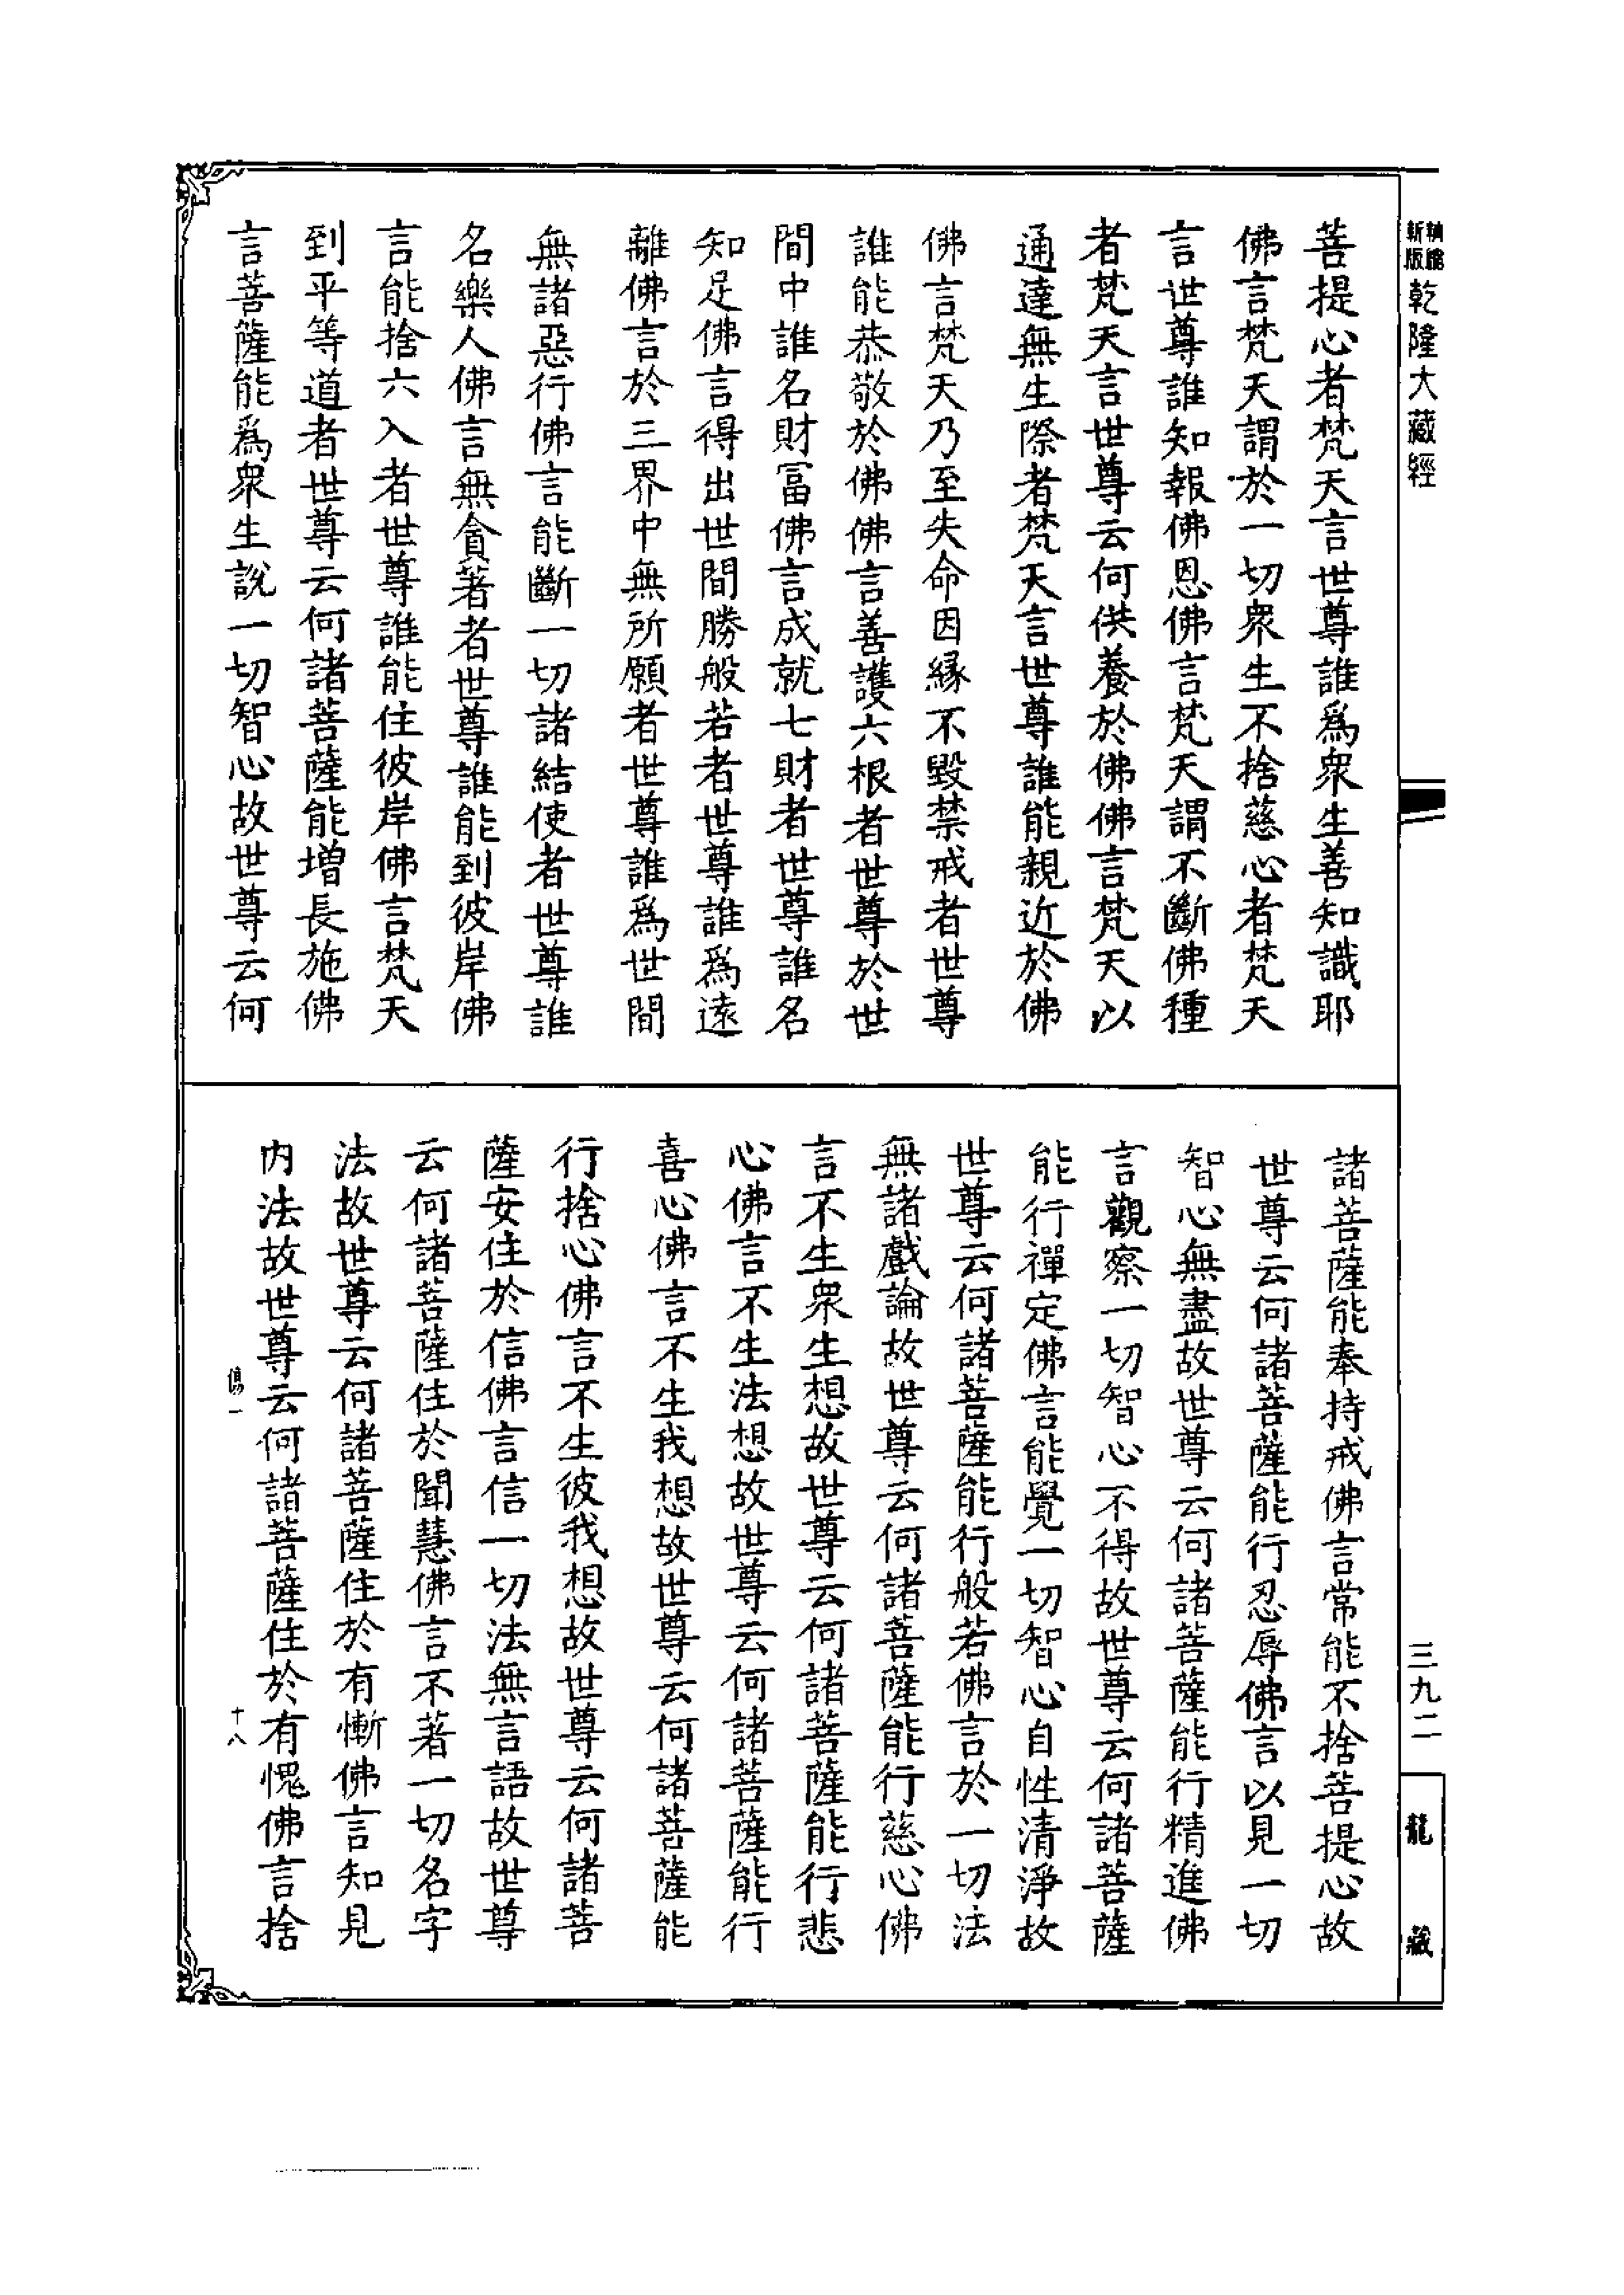 新版
乾隆大藏經
菩提心者梵天言世尊誰爲衆生善知識耶
佛言梵天謂於一切衆生不捨慈心者梵天
言世尊誰知報佛恩佛言梵天謂不斷佛種
者梵天言世尊云何供養於佛佛言梵天以
通達無生際者梵天言世尊誰能親近於佛
佛言梵天乃至失命因緣不毀禁戒者世尊
誰能恭敬於佛佛言善護六根者世尊於世
間中誰名財富佛言成就七財者世尊誰名
知足佛言得出世間勝般若者世尊誰爲遠
離佛言於三界中無所願者世尊誰爲世間
無諸惡行佛言能斷一切諸結使者世尊誰
名樂人佛言無貪著者世尊誰能到彼岸佛
言能捨六入者世尊誰能住彼岸佛言梵天
到平等道者世尊云何諸菩薩能增長施佛
言菩薩能爲衆生說一切智心故世尊云何
諸菩薩能奉持戒佛言常能不捨菩提心故
世尊云何諸菩薩能行忍辱佛言以見一切
智心無盡故世尊云何諸菩薩能行精進佛
言觀察一切智心不得故世尊云何諸菩薩
能行禪定佛言能覺一切智心自性清淨故
世尊云何諸菩薩能行般若佛言於一切法
無諸戲論故世尊云何諸菩薩能行慈心佛
言不生衆生想故世尊云何諸菩薩能行悲
心佛言不生法想故世尊云何諸菩薩能行
喜心佛言不生我想故世尊云何諸菩薩能
行捨心佛言不生彼我想故世尊云何諸菩
薩安住於信佛言信一切法無言語故世尊
云何諸菩薩住於聞慧佛言不著一切名字
法故世尊云何諸菩薩住於有慚佛言知見
內法故世尊云何諸菩薩住於有愧佛言捨
一
十八
三九二
龍藏